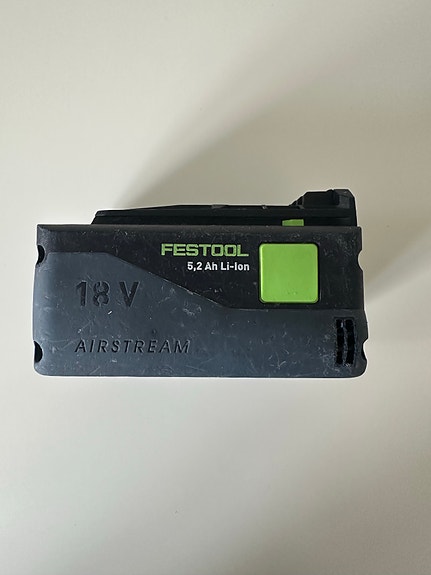 FESTOOL
5,2 Ah Li-Ion
18 V
AIRSTREAM